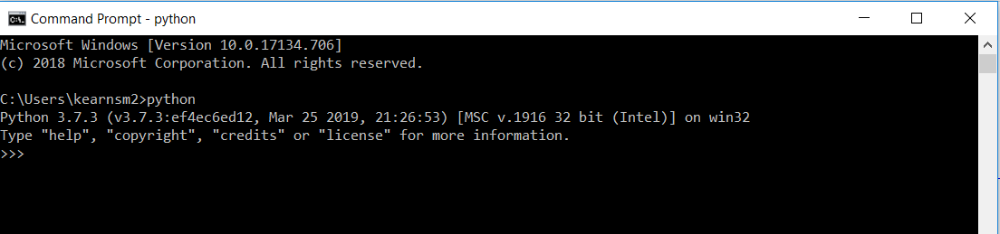 Command Prompt - python
Microsoft Windows [Version 10.0.17134.706]
(c) 2018 Microsoft Corporation. All rights reserved.
C:\Users\kearnsm2>python
Python 3.7.3 (v3.7.3:ef4ec6ed12, Mar 25 2019, 21:26:53) [MSC v.1916 32 bit (Intel)] on win32
Type "help", "copyright", "credits" or "license" for more information.
>>>